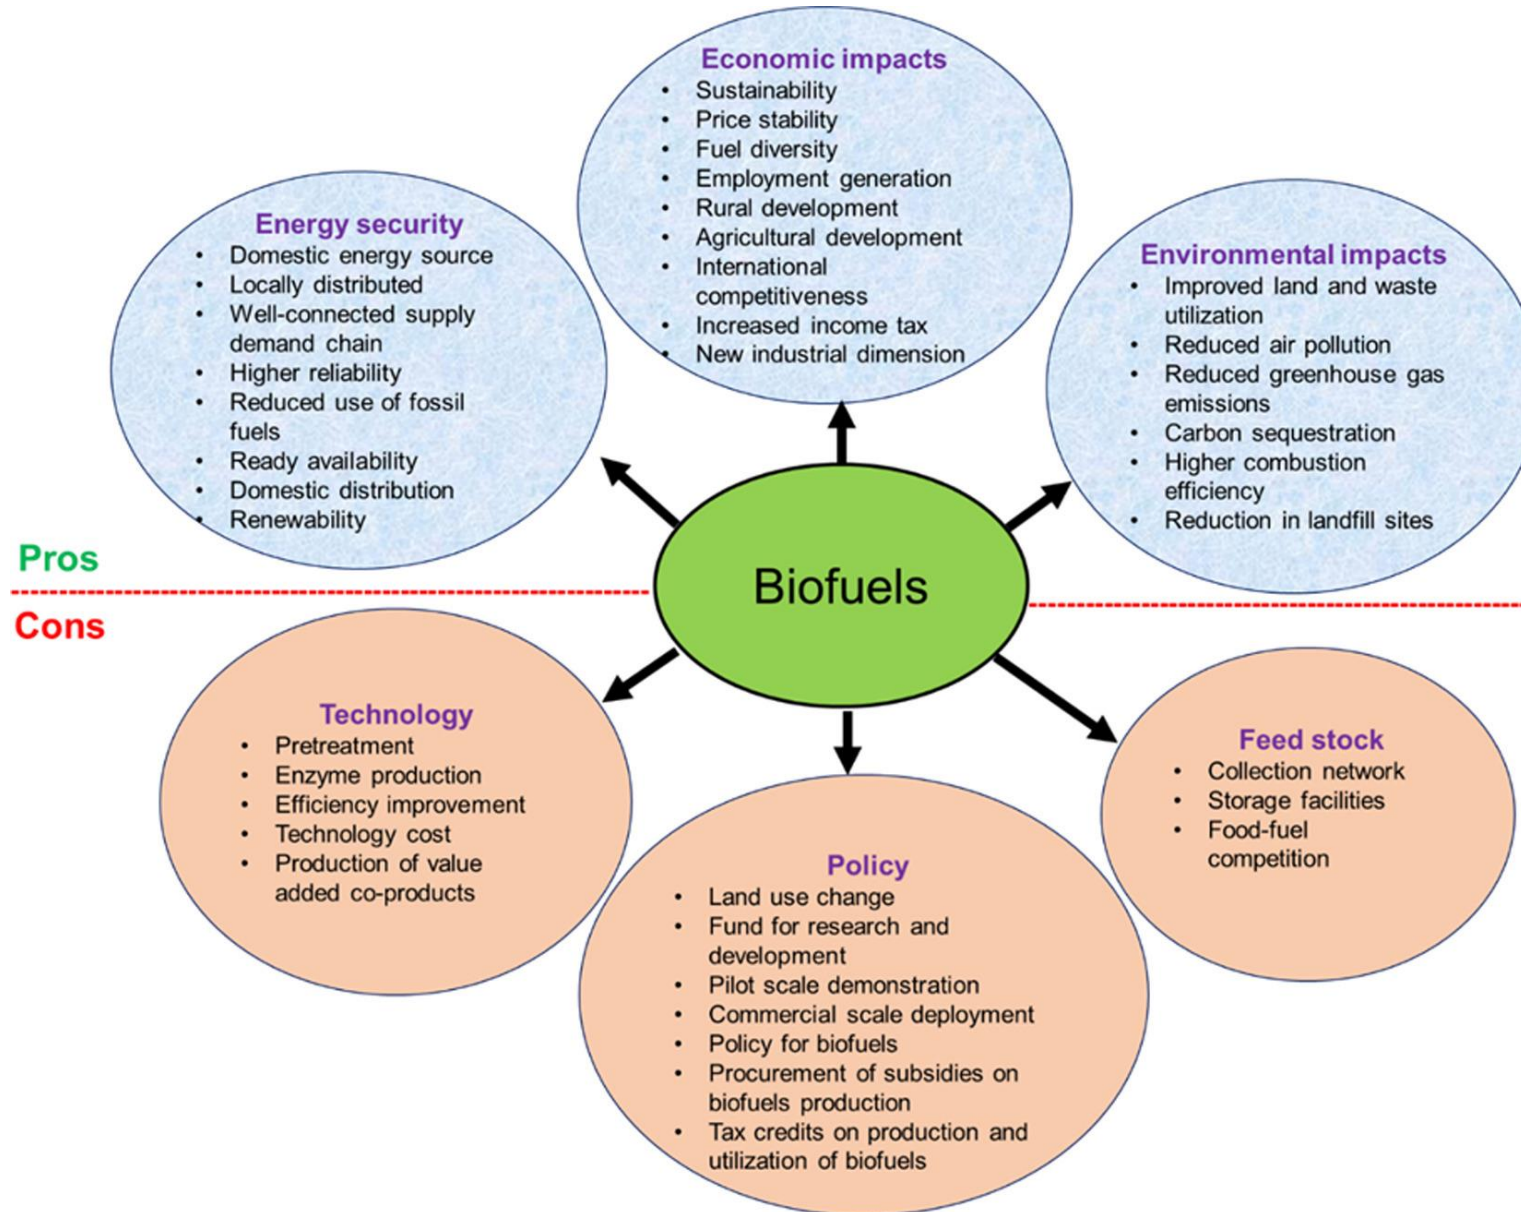 Economic impacts
• Sustainability
• Price stability
• Fuel diversity
• Employment generation
• Rural development
• Agricultural development
• International
competitiveness
• Increased income tax
• New industrial dimension
Energy security
• Domestic energy source
• Locally distributed
• Well-connected supply
demand chain
• Higher reliability
• Reduced use of fossil
fuels
• Ready availability
• Domestic distribution
• Renewability
Environmental impacts
• Improved land and waste
utilization
• Reduced air pollution
• Reduced greenhouse gas
emissions
• Carbon sequestration
• Higher combustion
efficiency
• Reduction in landfill sites
Pros
Biofuels
Cons
Technology
• Pretreatment
• Enzyme production
• Efficiency improvement
• Technology cost
• Production of value
added co-products
Policy
• Land use change
• Fund for research and
development
• Pilot scale demonstration
• Commercial scale deployment
• Policy for biofuels
• Procurement of subsidies on
biofuels production
• Tax credits on production and
utilization of biofuels
Feed stock
• Collection network
• Storage facilities
• Food-fuel
competition